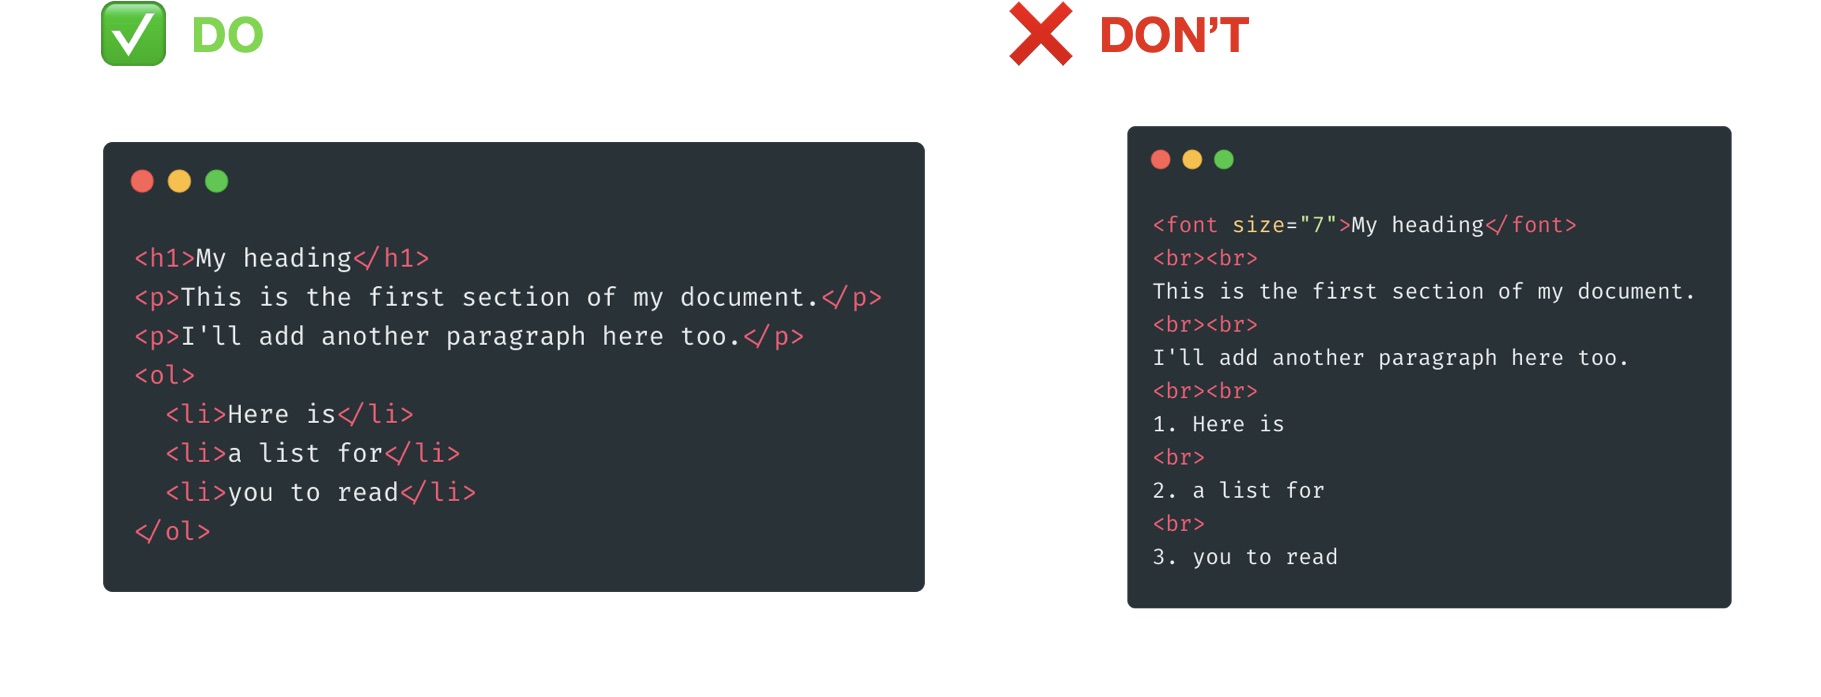 ✅ DO
<h1>My heading</h1>
<p>This is the first section of my document.</p>
<p>I'll add another paragraph here too.</p>
<ol>
  <li>Here is</li>
  <li>a list for</li>
  <li>you to read</li>
</ol>
❌ DON’T
<font size="7">My heading</font>
<br><br>
This is the first section of my document.
<br><br>
I'll add another paragraph here too.
<br><br>
1. Here is
<br>
2. a list for
<br>
3. you to read